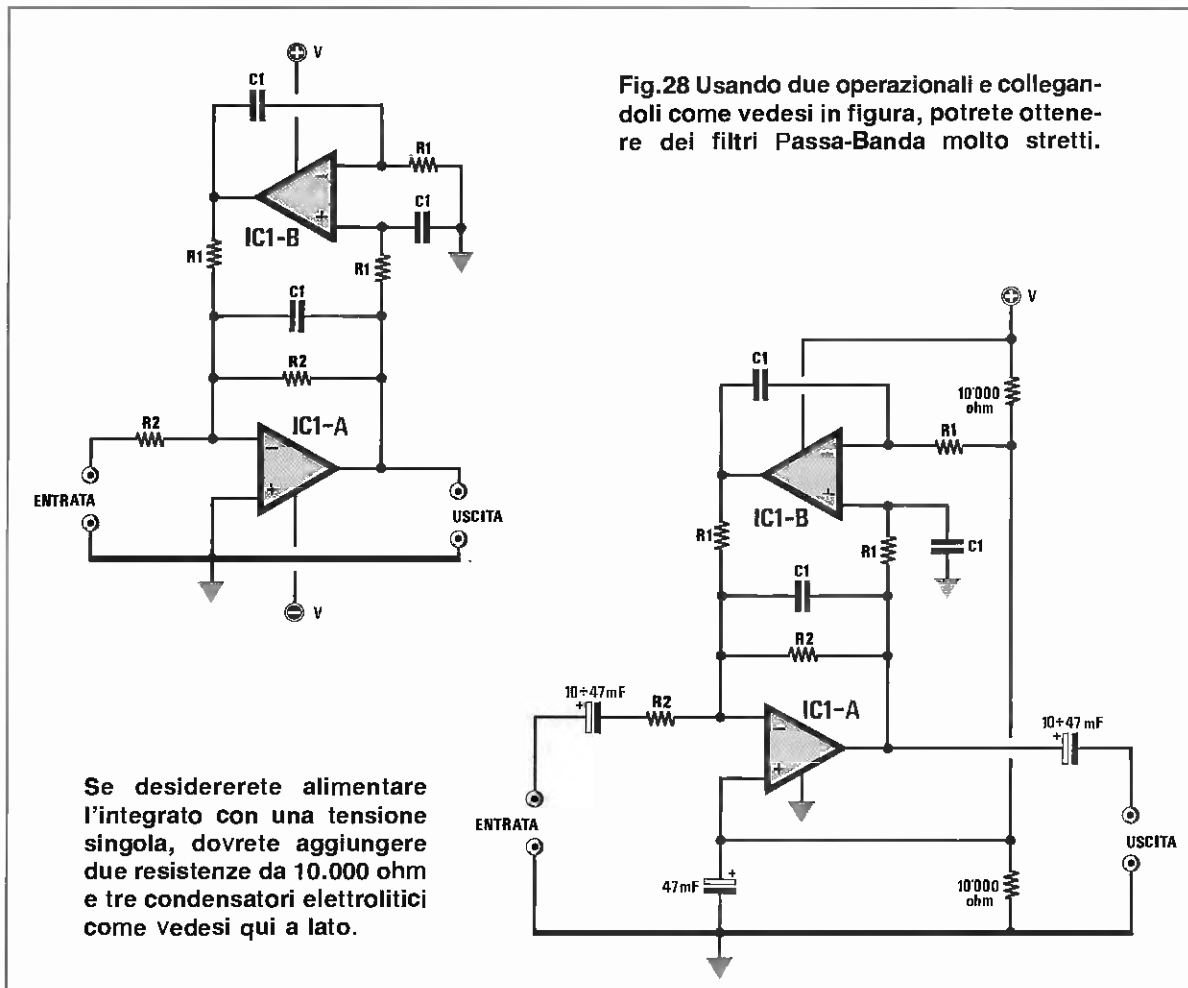 Fig.28 Usando due operazionali e collegan-
doli come vedesi in figura, potrete ottene-
re dei filtri Passa-Banda molto stretti.
V
C1
R1
C1
IC1-B
R1
R1
C1
R2
R2
IC1-A
ENTRATA
USCITA
V
V
C1
10'000
ohm
R1
IC1-B
R1
R1
C1
C1
R2
10÷47mF
+
R2
IC1-A
10÷47mF
+
ENTRATA
USCITA
47mF
+
10'000
ohm
Se desidererete alimentare
l'integrato con una tensione
singola, dovrete aggiungere
due resistenze da 10.000 ohm
e tre condensatori elettrolitici
come vedesi qui a lato.